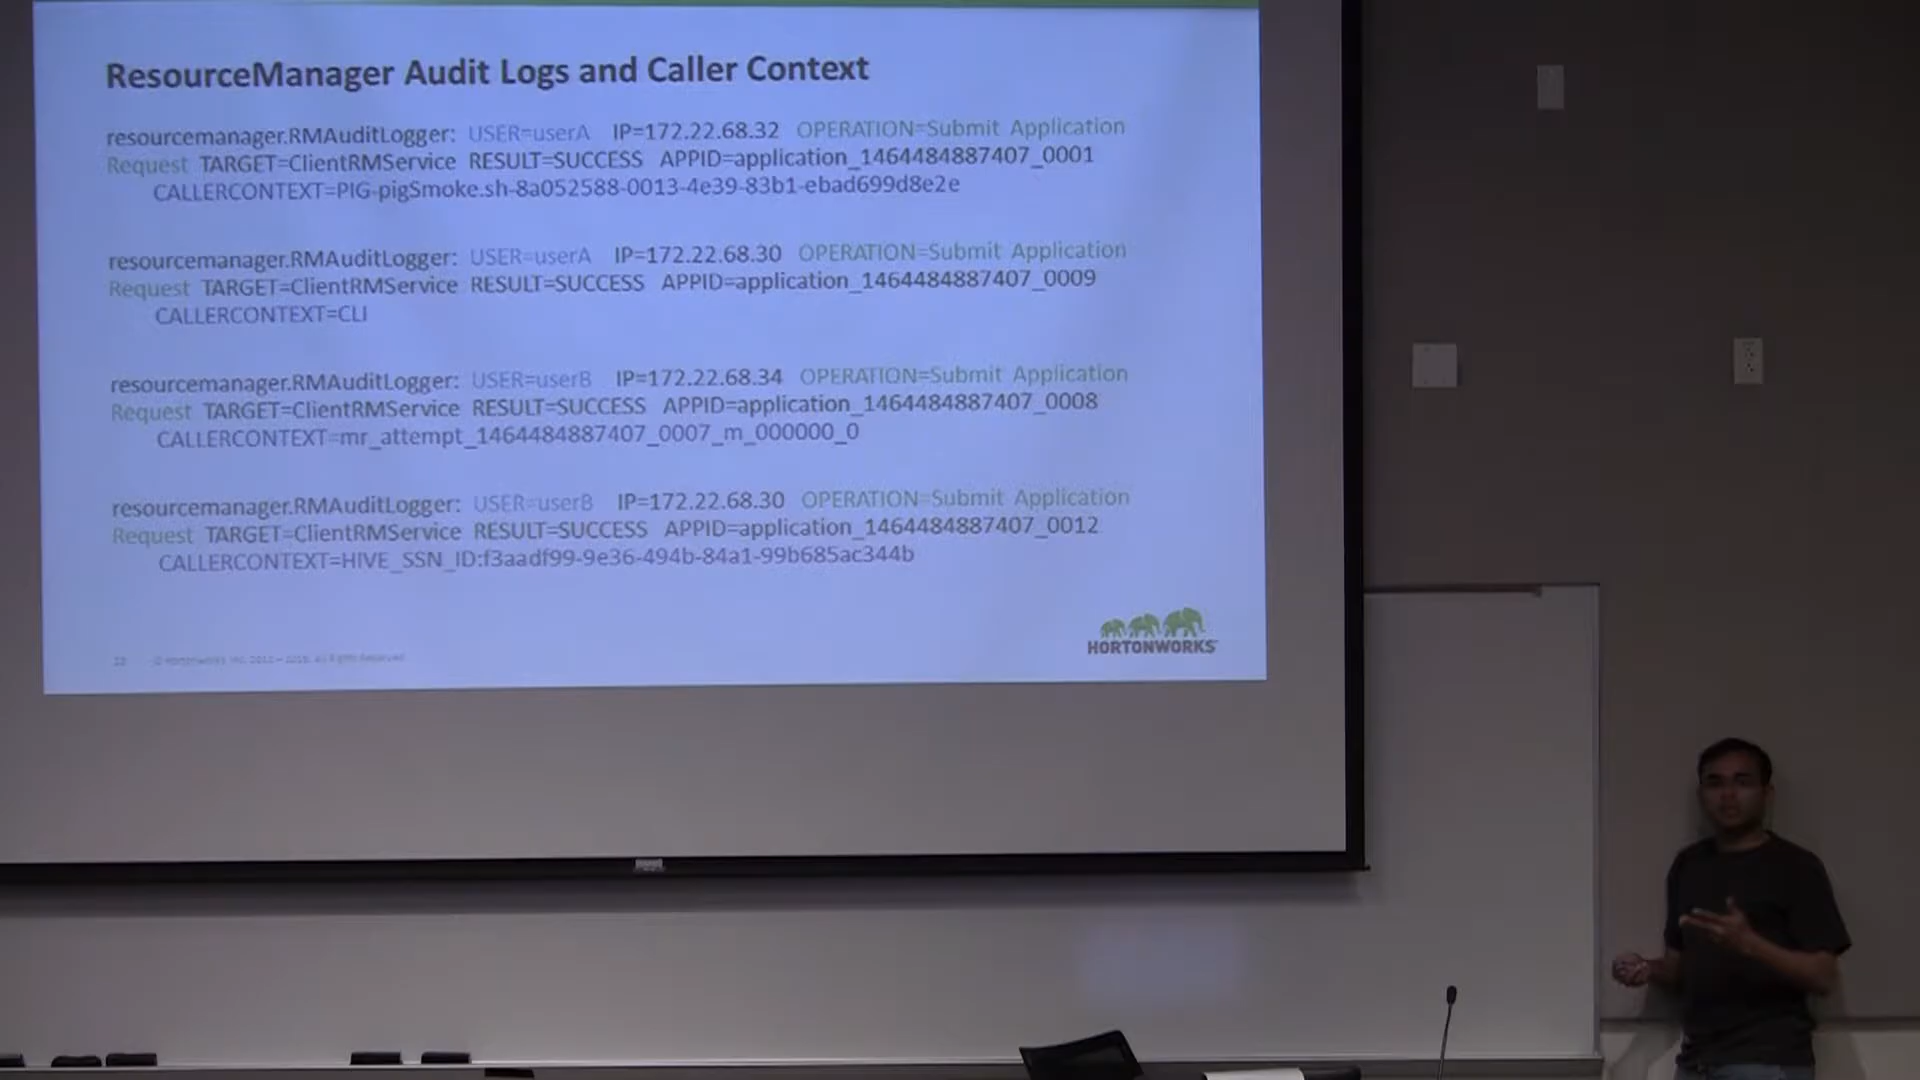 ResourceManager Audit Logs and Caller Context
resourcemanager.RMAuditLogger: USER=userA IP=172.22.68.32 OPERATION=Submit Application
Request TARGET=ClientRMService RESULT=SUCCESS APPID=application_1464484887407_0001
CALLERCONTEXT=PIG-pigSmoke.sh-8a052588-0013-4e39-83b1-ebad699d8e2e
resourcemanager.RMAuditLogger: USER=userA IP=172.22.68.30 OPERATION=Submit Application
Request TARGET=ClientRMService RESULT=SUCCESS APPID=application_1464484887407_0009
CALLERCONTEXT=CLI
resourcemanager.RMAuditLogger: USER=userB IP=172.22.68.34 OPERATION=Submit Application
Request TARGET=ClientRMService RESULT=SUCCESS APPID=application_1464484887407_0008
CALLERCONTEXT=mr_attempt_1464484887407_0007_m_000000_0
resourcemanager.RMAuditLogger: USER=userB IP=172.22.68.30 OPERATION=Submit Application
Request TARGET=ClientRMService RESULT=SUCCESS APPID=application_1464484887407_0012
CALLERCONTEXT=HIVE_SSN_ID:f3aadf99-9e36-494b-84a1-99b685ac344b
HORTONWORKS
© Hortonworks Inc. All Rights Reserved